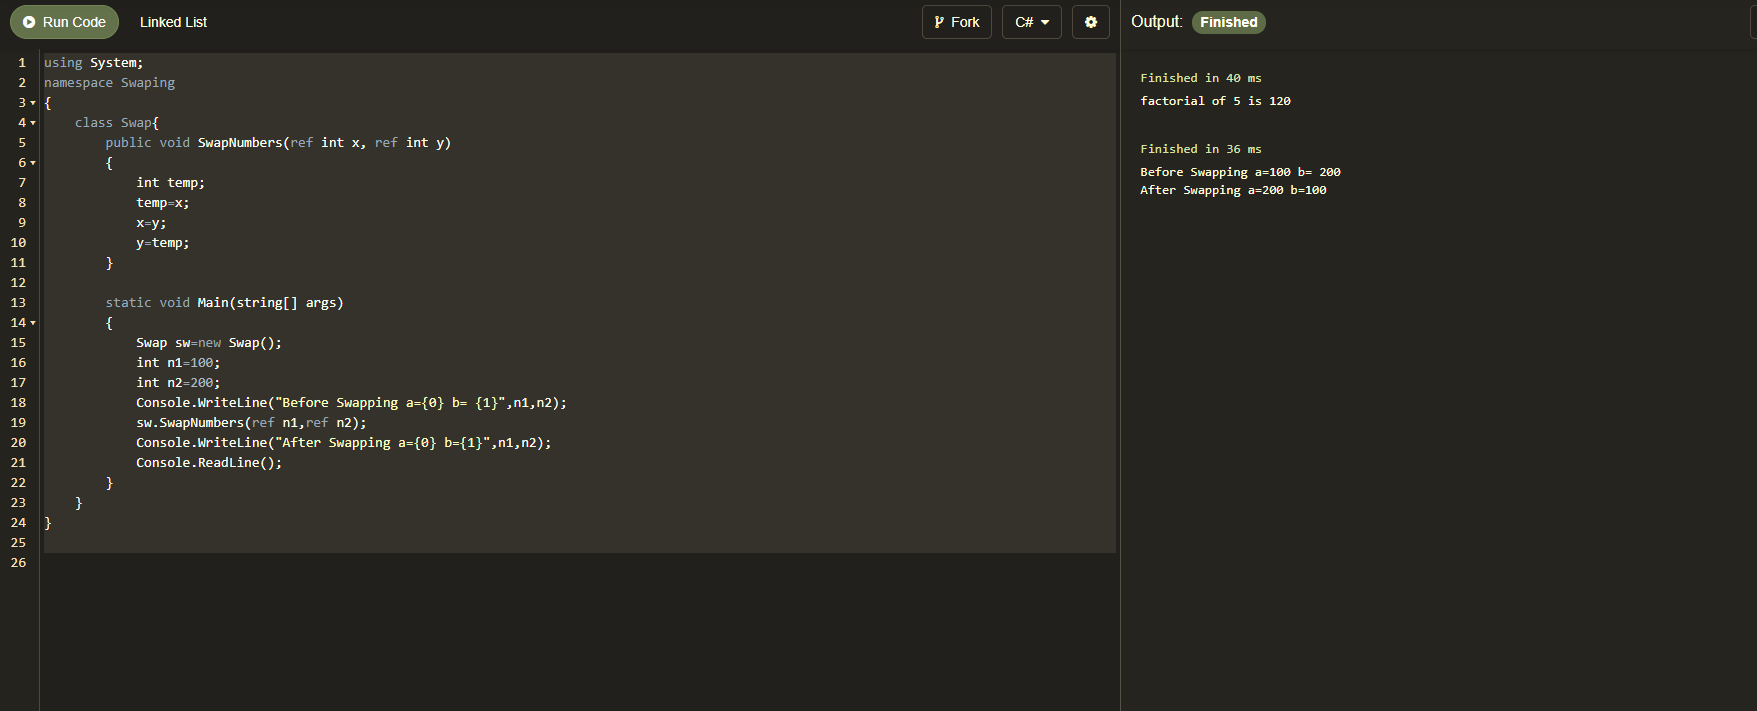 Run Code Linked List Fork C#
1 using System;
2 namespace Swaping
3 {
4     class Swap{
5         public void SwapNumbers(ref int x, ref int y)
6         {
7             int temp;
8             temp=x;
9             x=y;
10             y=temp;
11         }
12
13         static void Main(string[] args)
14         {
15             Swap sw=new Swap();
16             int n1=100;
17             int n2=200;
18             Console.WriteLine("Before Swapping a={0} b= {1}",n1,n2);
19             sw.SwapNumbers(ref n1,ref n2);
20             Console.WriteLine("After Swapping a={0} b={1}",n1,n2);
21             Console.ReadLine();
22         }
23     }
24 }
25
26
Output: Finished
Finished in 40 ms
factorial of 5 is 120
Finished in 36 ms
Before Swapping a=100 b= 200
After Swapping a=200 b=100